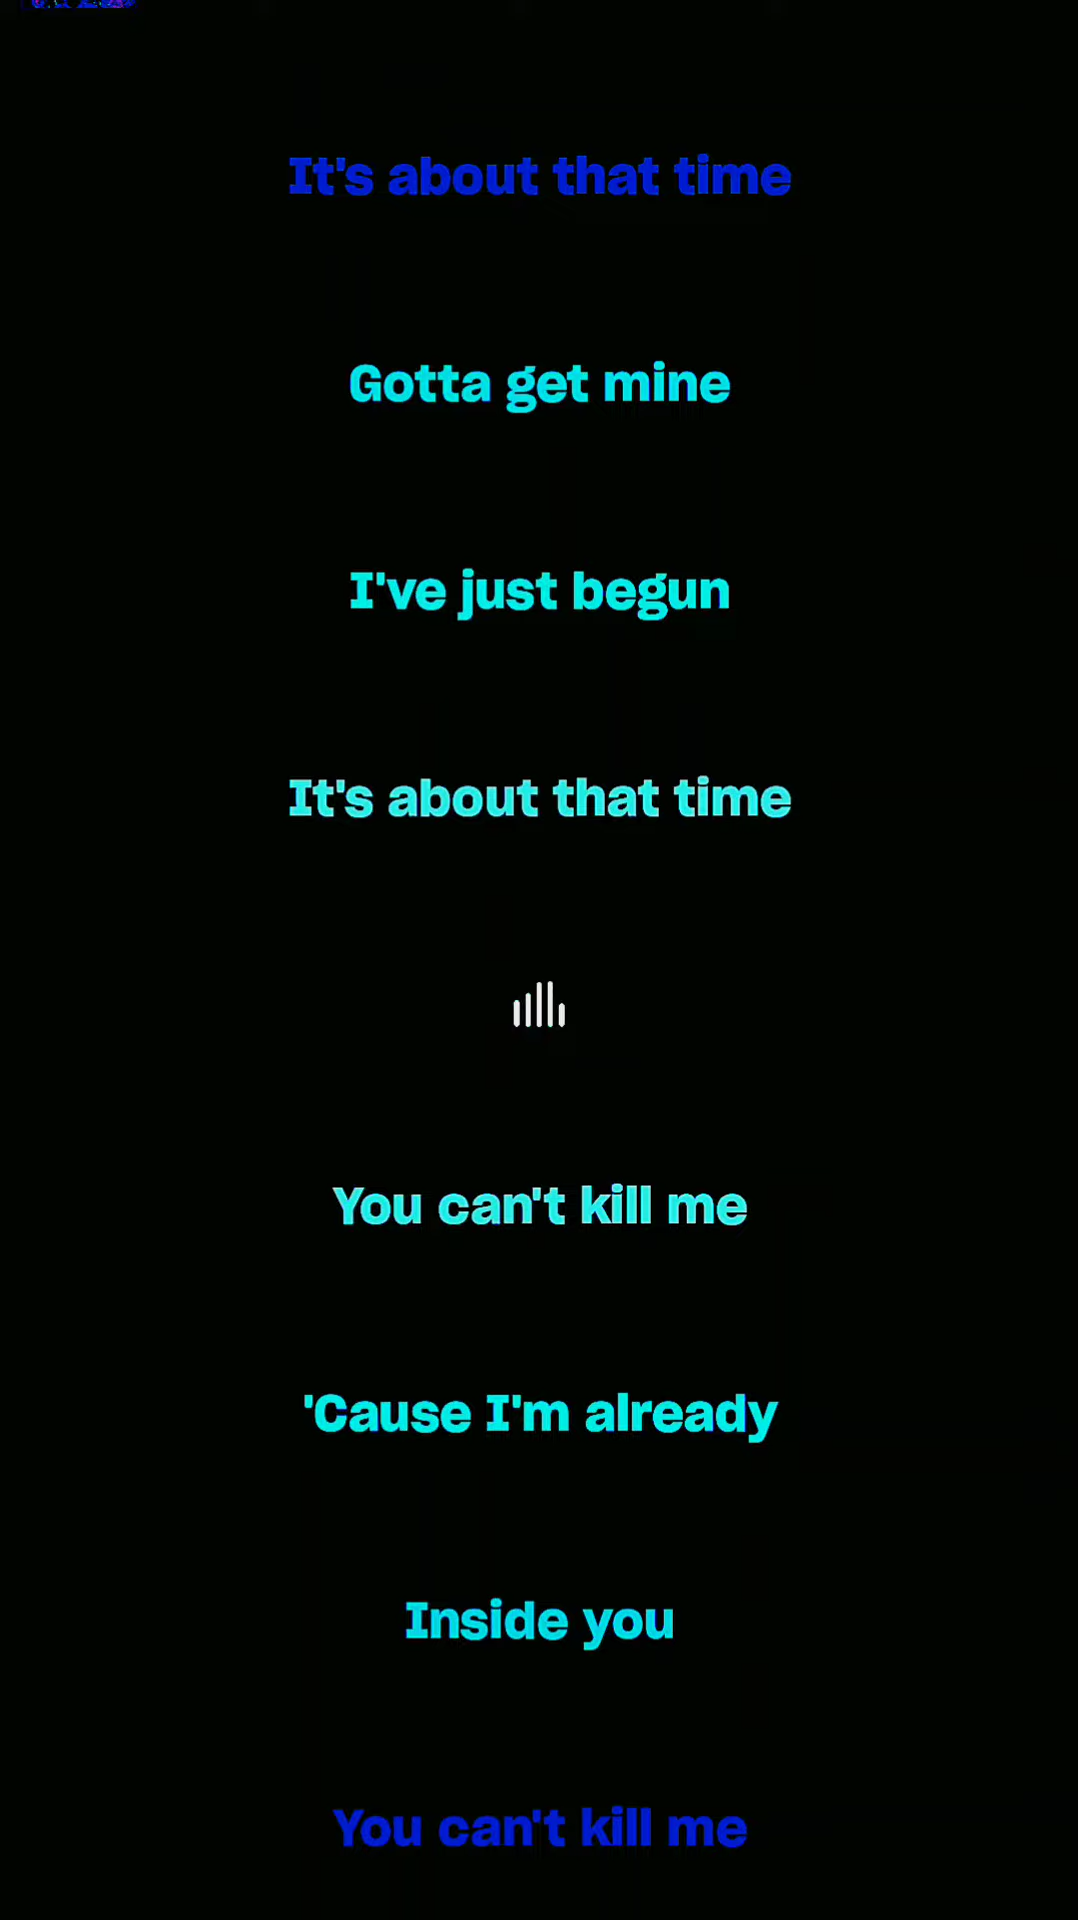 It's about that time
Gotta get mine
I've just begun
It's about that time
You can't kill me
'Cause I'm already
Inside you
You can't kill me